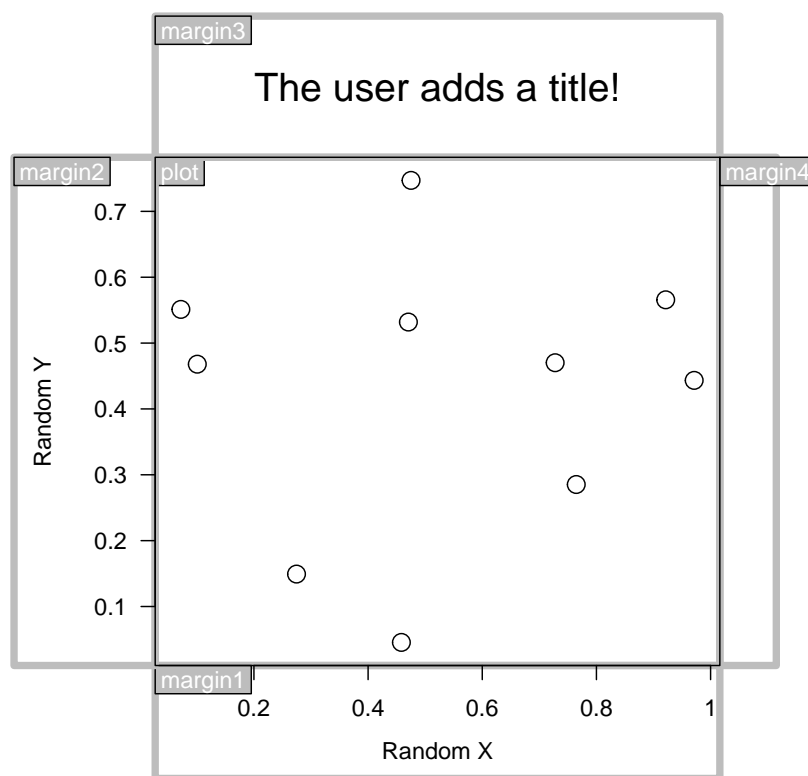 margin3
The user adds a title!
margin2
plot
margin4
0.7
0.6
0.5
0.4
0.3
0.2
0.1
Random Y
margin1
0.2 0.4 0.6 0.8 1
Random X